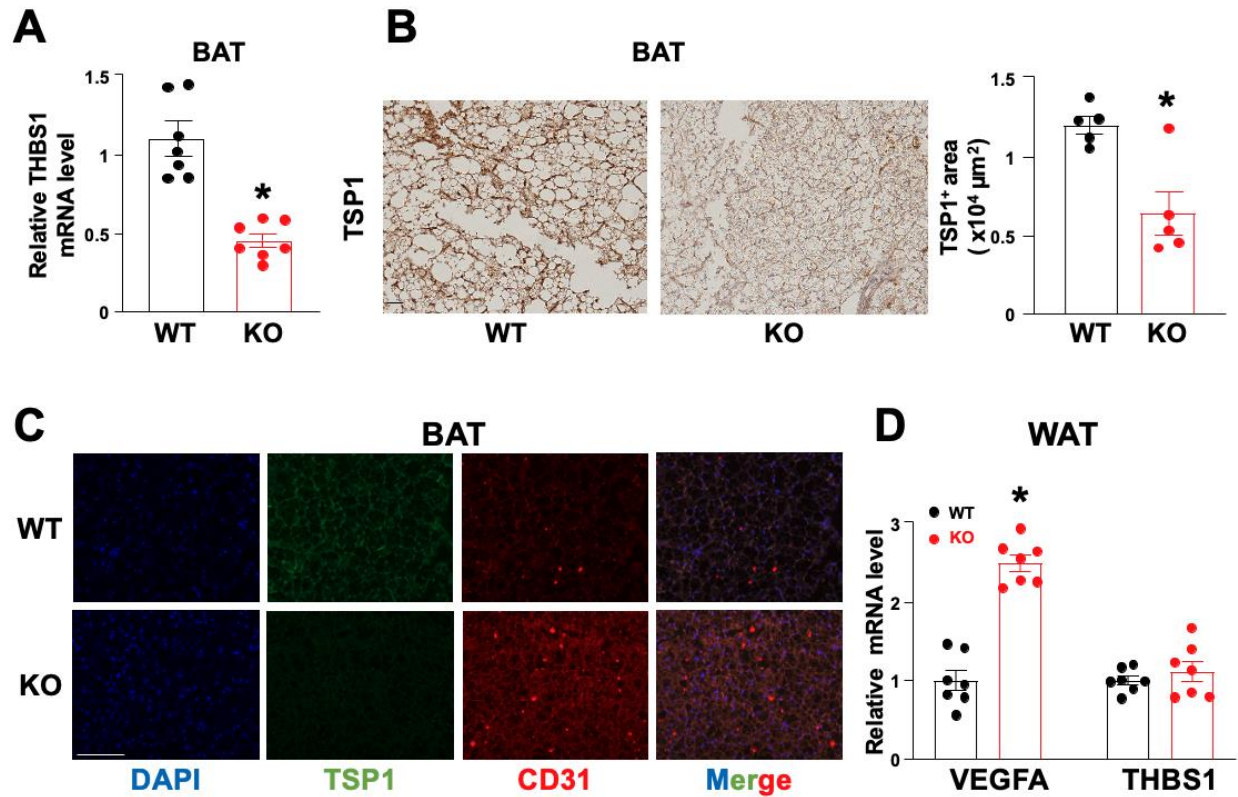 A
BAT
Relative THBS1
mRNA level
1.5
1
0.5
0
*
WT
KO
B
BAT
TSP1
WT
KO
TSP1⁺ area
( x10⁴ µm²)
1.5
1
0.5
0
*
WT
KO
C
BAT
WT
KO
DAPI
TSP1
CD31
Merge
D
WAT
WT
KO
Relative mRNA level
3
2
1
0
*
VEGFA
THBS1